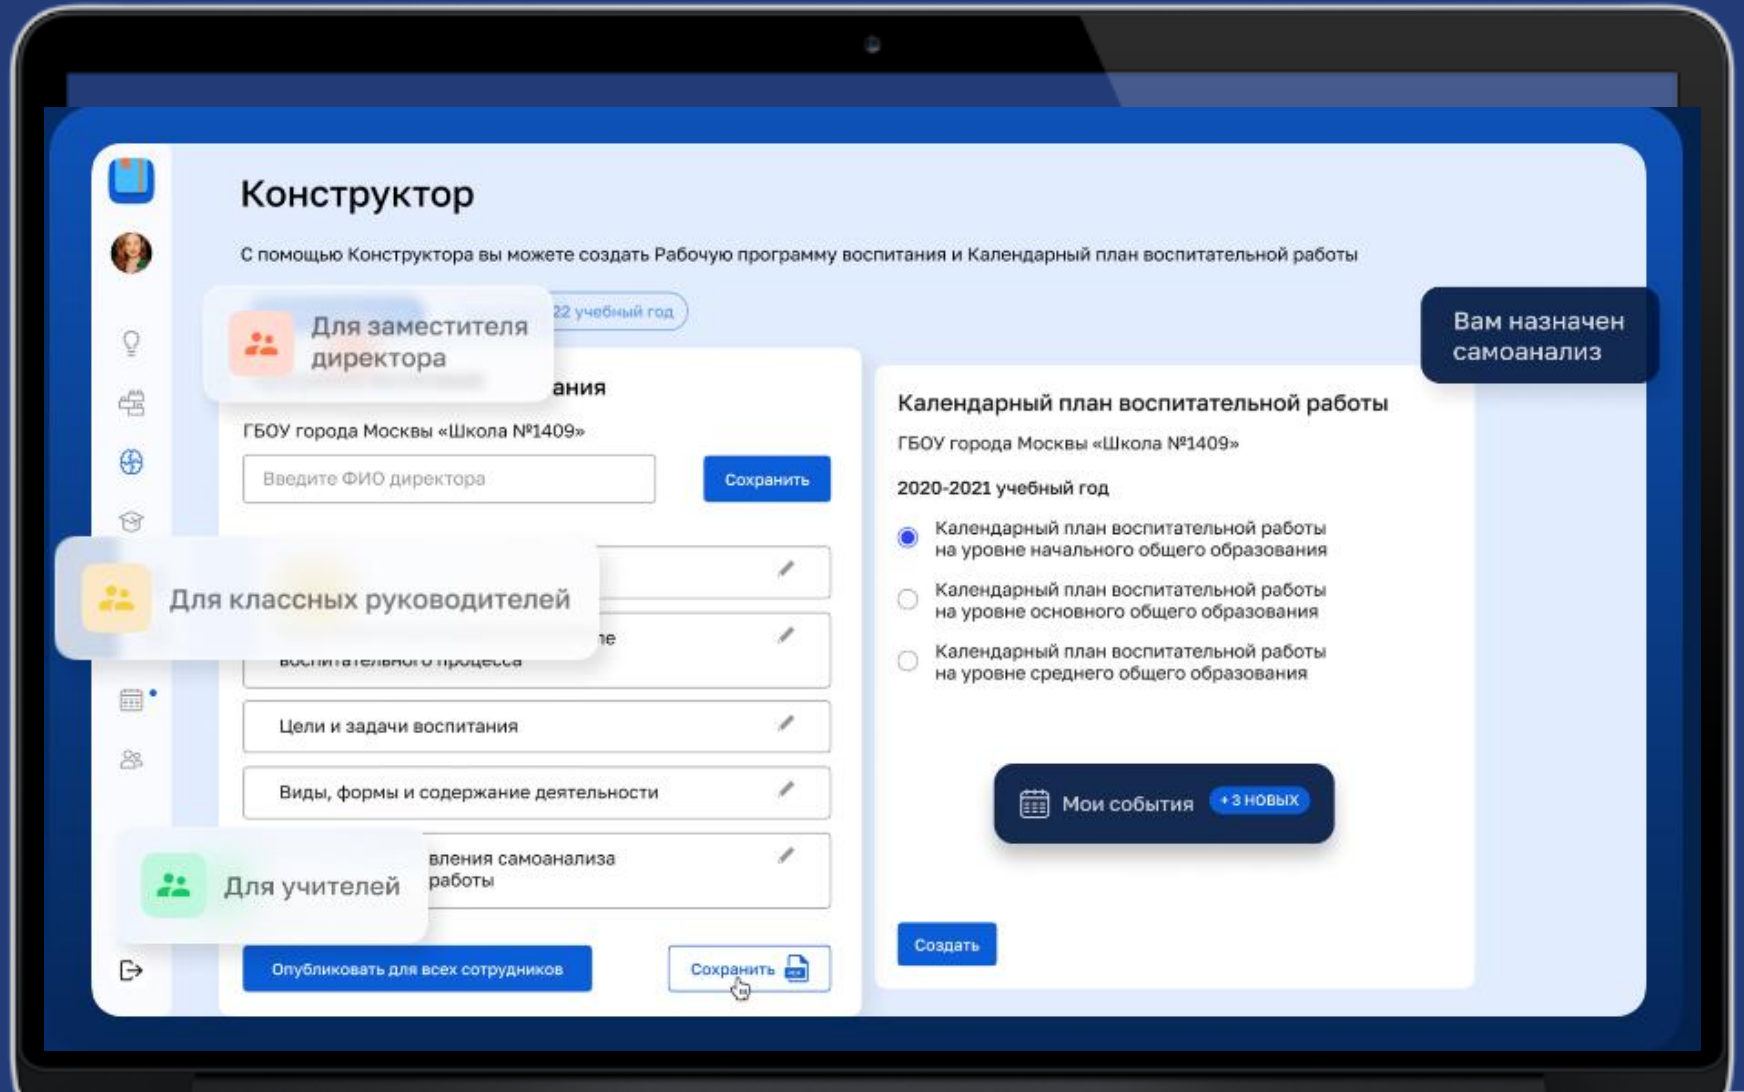 Конструктор
С помощью Конструктора вы можете создать Рабочую программу воспитания и Календарный план воспитательной работы
Для заместителя
директора
22 учебный год
Вам назначен
самоанализ
ания
ГБОУ города Москвы «Школа №1409»
Введите ФИО директора
Сохранить
Для классных руководителей
воспитательного процесса
Цели и задачи воспитания
Виды, формы и содержание деятельности
вления самоанализа
работы
Для учителей
Опубликовать для всех сотрудников
Сохранить
Календарный план воспитательной работы
ГБОУ города Москвы «Школа №1409»
2020-2021 учебный год
Календарный план воспитательной работы
на уровне начального общего образования
Календарный план воспитательной работы
на уровне основного общего образования
Календарный план воспитательной работы
на уровне среднего общего образования
Мои события
+ 3 НОВЫХ
Создать